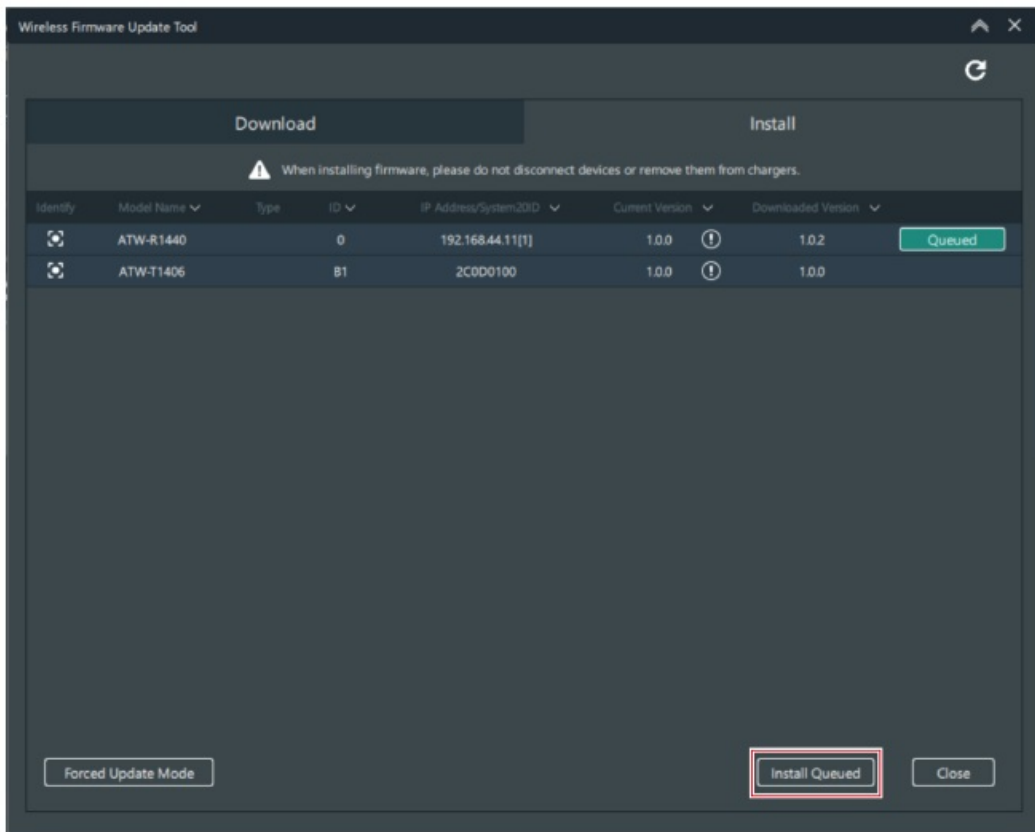 Wireless Firmware Update Tool
Download Install
When installing firmware, please do not disconnect devices or remove them from chargers.
Identify Model Name Type ID IP Address/System20ID Current Version Downloaded Version
ATW-R1440 0 192.168.44.11[1] 1.0.0 1.0.2 Queued
ATW-T1406 B1 2C0D0100 1.0.0 1.0.0
Forced Update Mode Install Queued Close